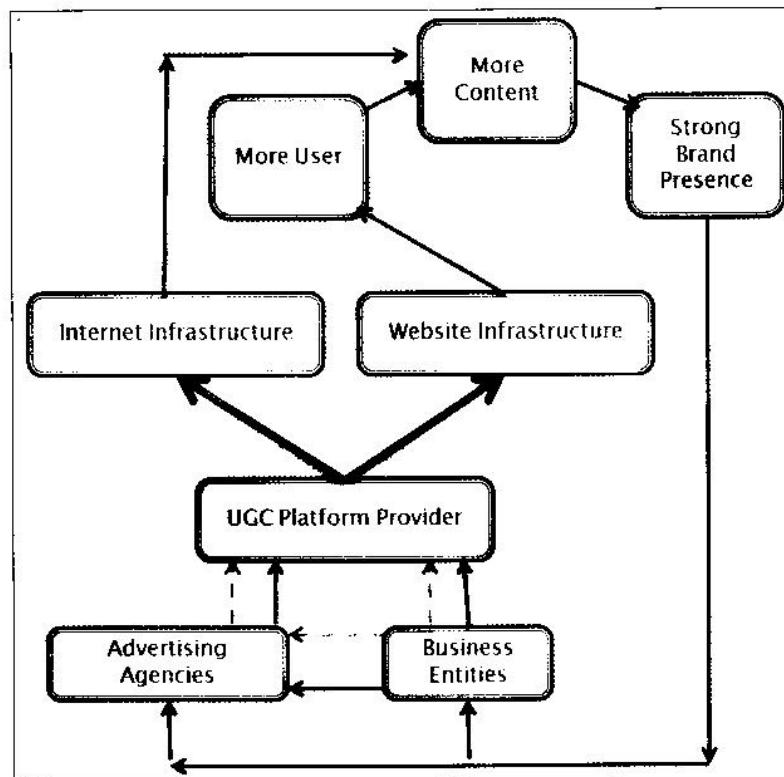 More
Content
More User
Strong
Brand
Presence
Internet Infrastructure
Website Infrastructure
UGC Platform Provider
Advertising
Agencies
Business
Entities